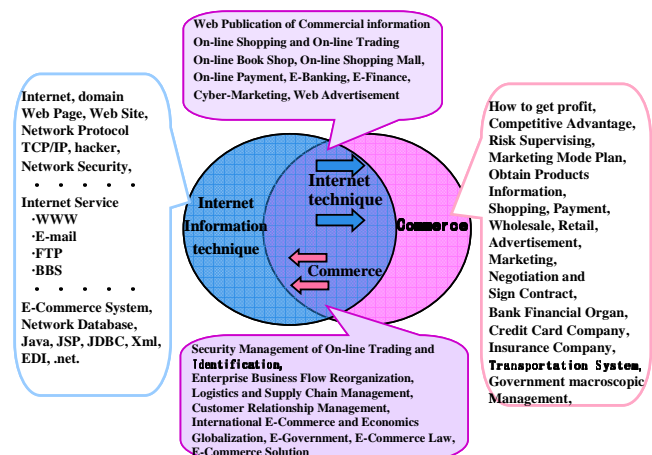 Web Publication of Commercial information
On-line Shopping and On-line Trading
On-line Book Shop, On-line Shopping Mall,
On-line Payment, E-Banking, E-Finance,
Cyber-Marketing, Web Advertisement
Internet, domain
Web Page, Web Site,
Network Protocol
TCP/IP, hacker,
Network Security,
· · · · ·
Internet Service
·WWW
·E-mail
·FTP
·BBS
· · · · ·
E-Commerce System,
Network Database,
Java, JSP, JDBC, Xml,
EDI, .net.
Internet
Information
technique
Internet
technique
Commerce
Commerce
How to get profit,
Competitive Advantage,
Risk Supervising,
Marketing Mode Plan,
Obtain Products
Information,
Shopping, Payment,
Wholesale, Retail,
Advertisement,
Marketing,
Negotiation and
Sign Contract,
Bank Financial Organ,
Credit Card Company,
Insurance Company,
Transportation System,
Government macroscopic
Management,
Security Management of On-line Trading and
Identification,
Enterprise Business Flow Reorganization,
Logistics and Supply Chain Management,
Customer Relationship Management,
International E-Commerce and Economics
Globalization, E-Government, E-Commerce Law,
E-Commerce Solution